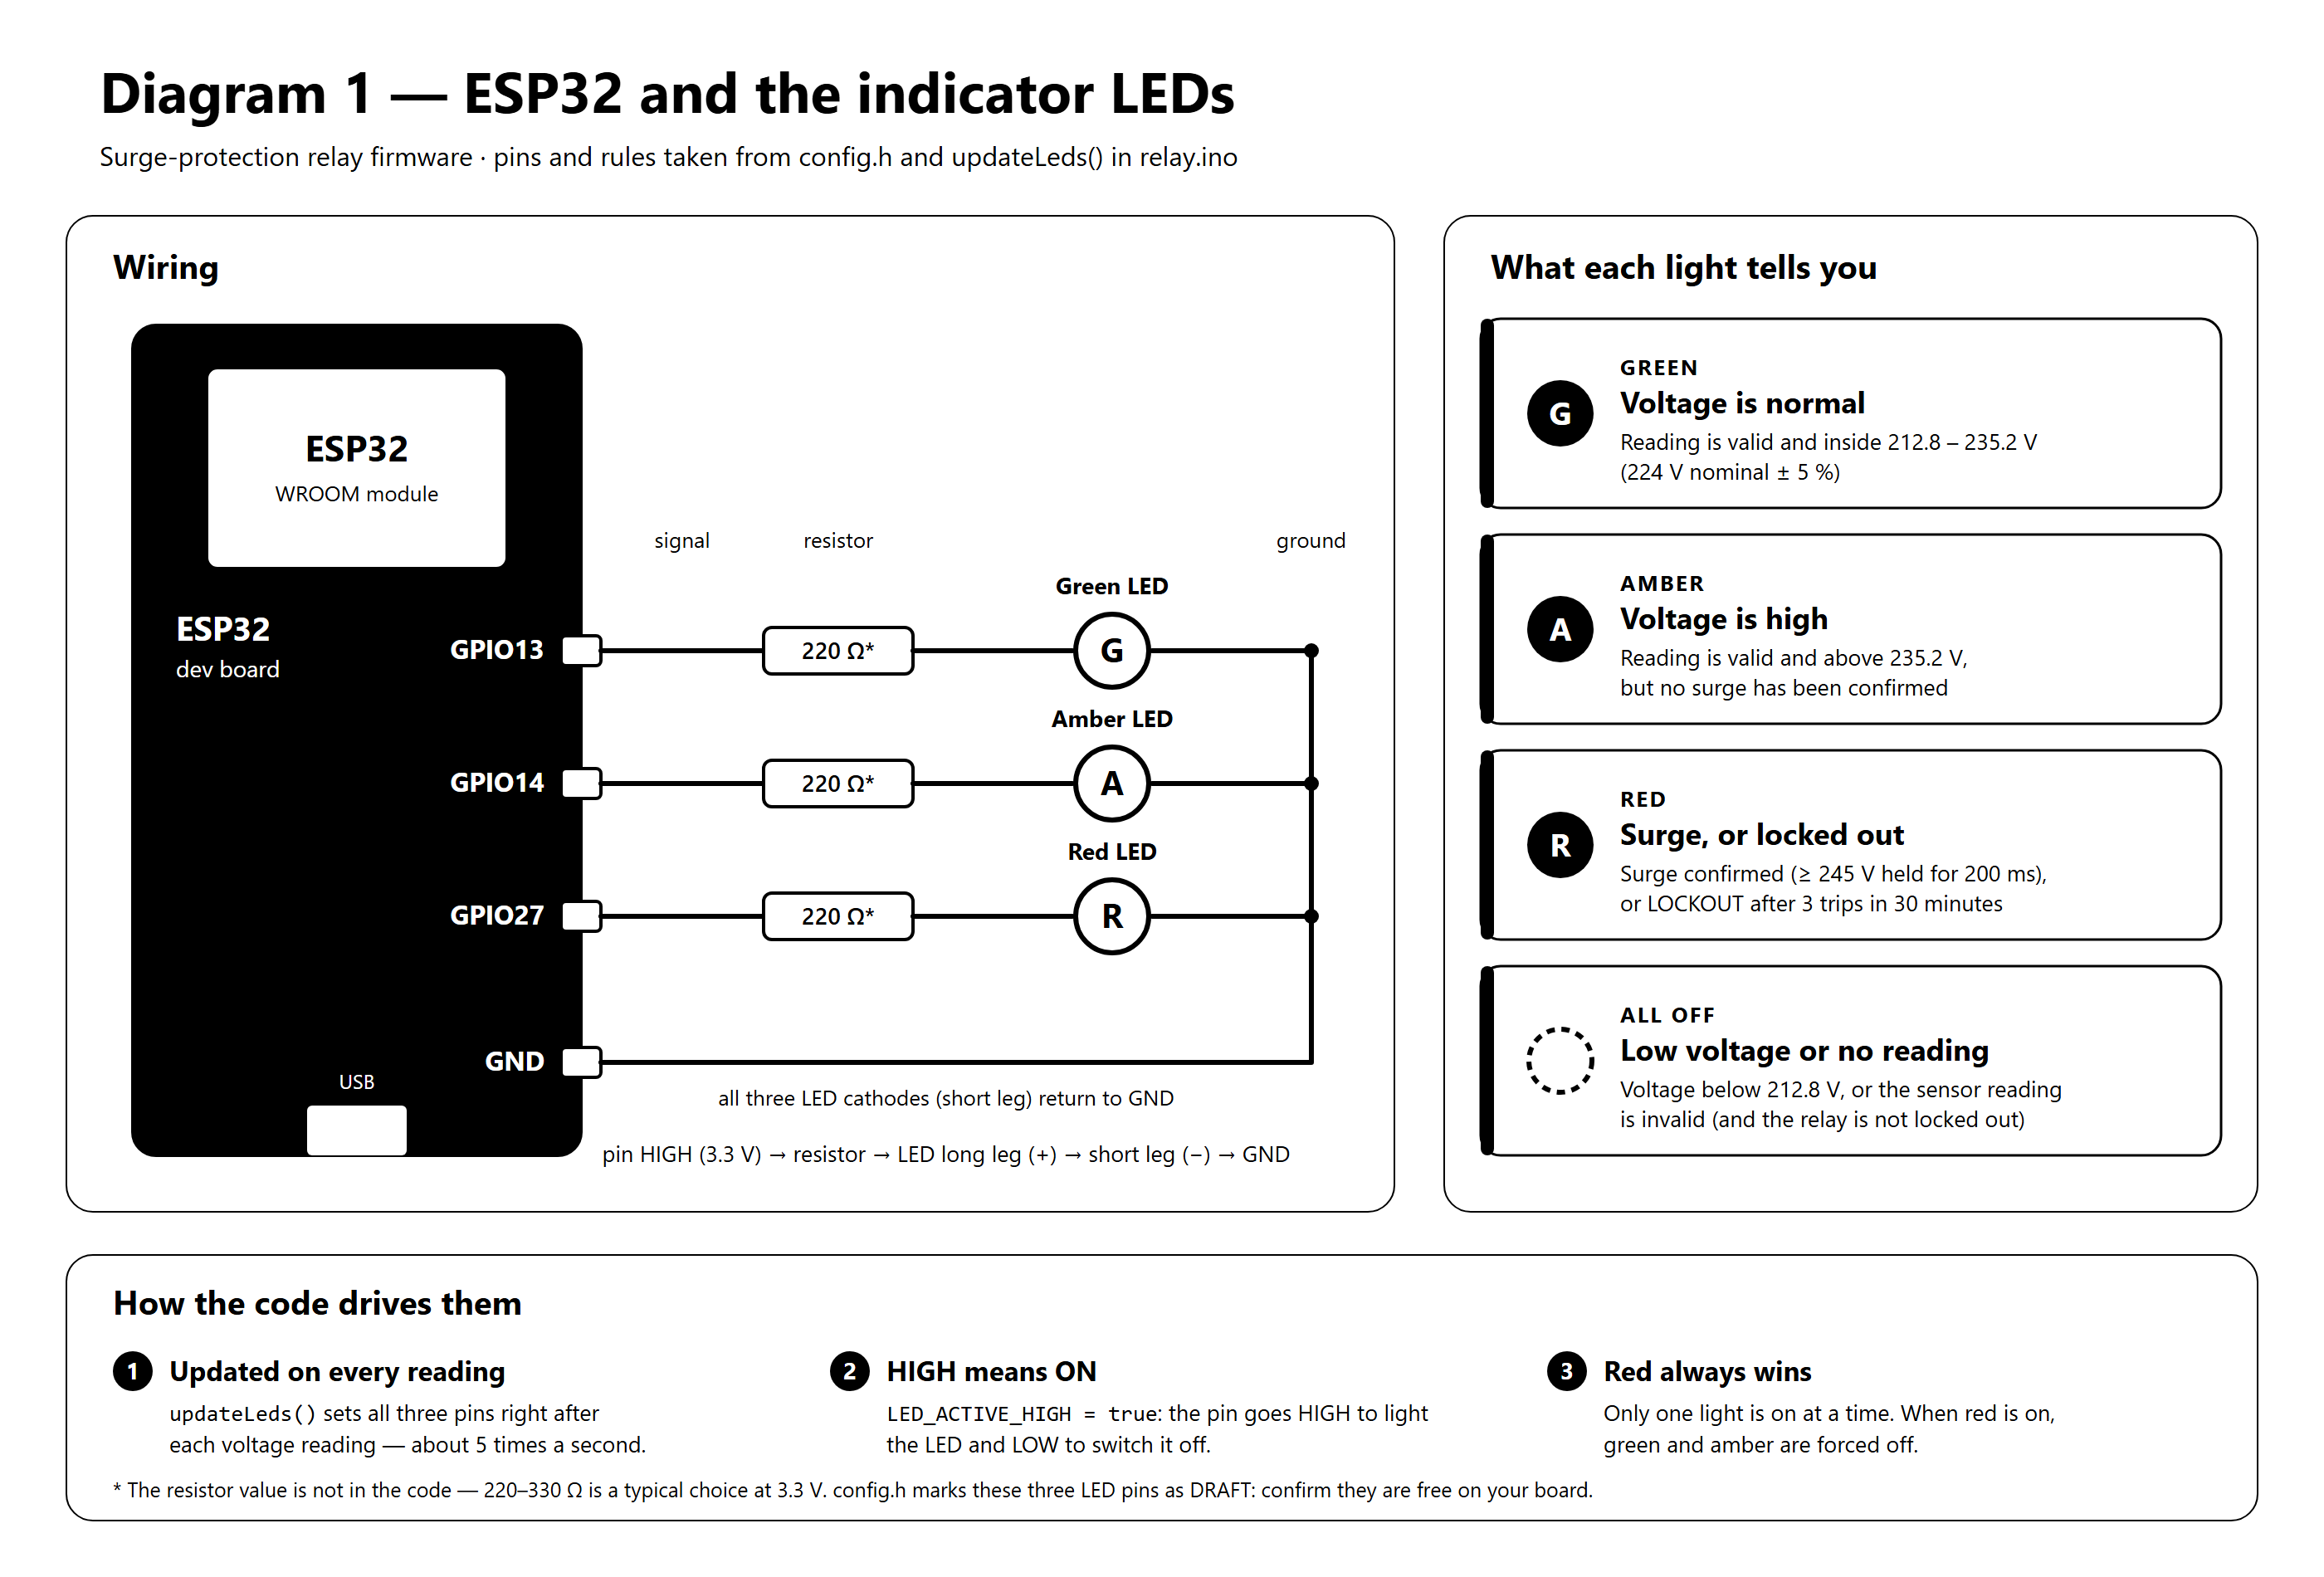 Diagram 1 — ESP32 and the indicator LEDs
Surge-protection relay firmware · pins and rules taken from config.h and updateLeds() in relay.ino
Wiring
ESP32
WROOM module
ESP32
dev board
signal
resistor
ground
Green LED
GPIO13
220 Ω*
G
Amber LED
GPIO14
220 Ω*
A
Red LED
GPIO27
220 Ω*
R
GND
USB
all three LED cathodes (short leg) return to GND
pin HIGH (3.3 V) → resistor → LED long leg (+) → short leg (−) → GND
What each light tells you
G
GREEN
Voltage is normal
Reading is valid and inside 212.8 – 235.2 V
(224 V nominal ± 5 %)
A
AMBER
Voltage is high
Reading is valid and above 235.2 V,
but no surge has been confirmed
R
RED
Surge, or locked out
Surge confirmed (≥ 245 V held for 200 ms),
or LOCKOUT after 3 trips in 30 minutes
ALL OFF
Low voltage or no reading
Voltage below 212.8 V, or the sensor reading
is invalid (and the relay is not locked out)
How the code drives them
1 Updated on every reading
updateLeds() sets all three pins right after
each voltage reading — about 5 times a second.
2 HIGH means ON
LED_ACTIVE_HIGH = true: the pin goes HIGH to light
the LED and LOW to switch it off.
3 Red always wins
Only one light is on at a time. When red is on,
green and amber are forced off.
* The resistor value is not in the code — 220–330 Ω is a typical choice at 3.3 V. config.h marks these three LED pins as DRAFT: confirm they are free on your board.